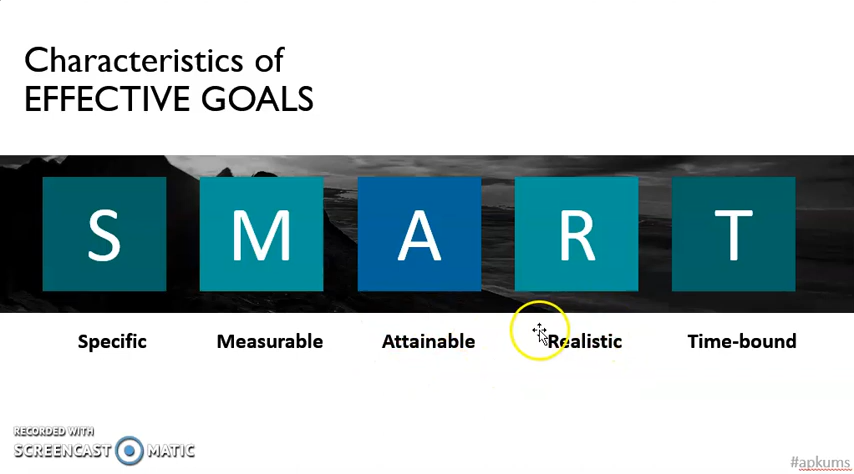 Characteristics of
EFFECTIVE GOALS
S M A R T
Specific Measurable Attainable Realistic Time-bound
RECORDED WITH
SCREENCAST MATIC
#apkums